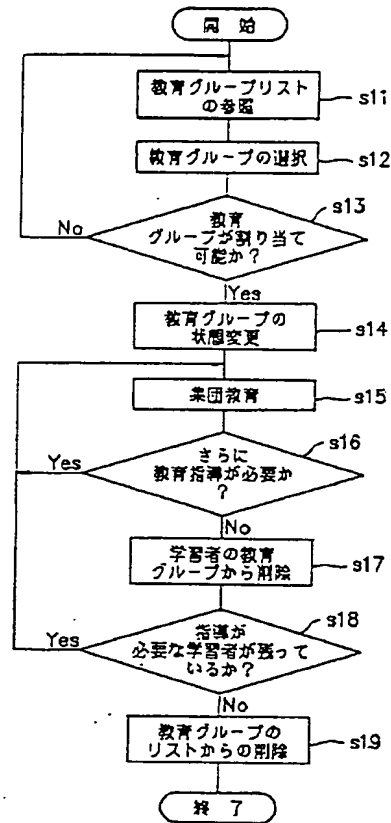 開 始
教育グループリスト
の参照
s11
教育グループの選択
s12
s13
教育
グループが割り当て
可能か?
No
Yes
教育グループの
状態変更
s14
集団教育
s15
s16
さらに
教育指導が必要か
?
Yes
No
学習者の教育
グループから削除
s17
s18
指導が
必要な学習者が残って
いるか?
Yes
No
教育グループの
リストからの削除
s19
終 了